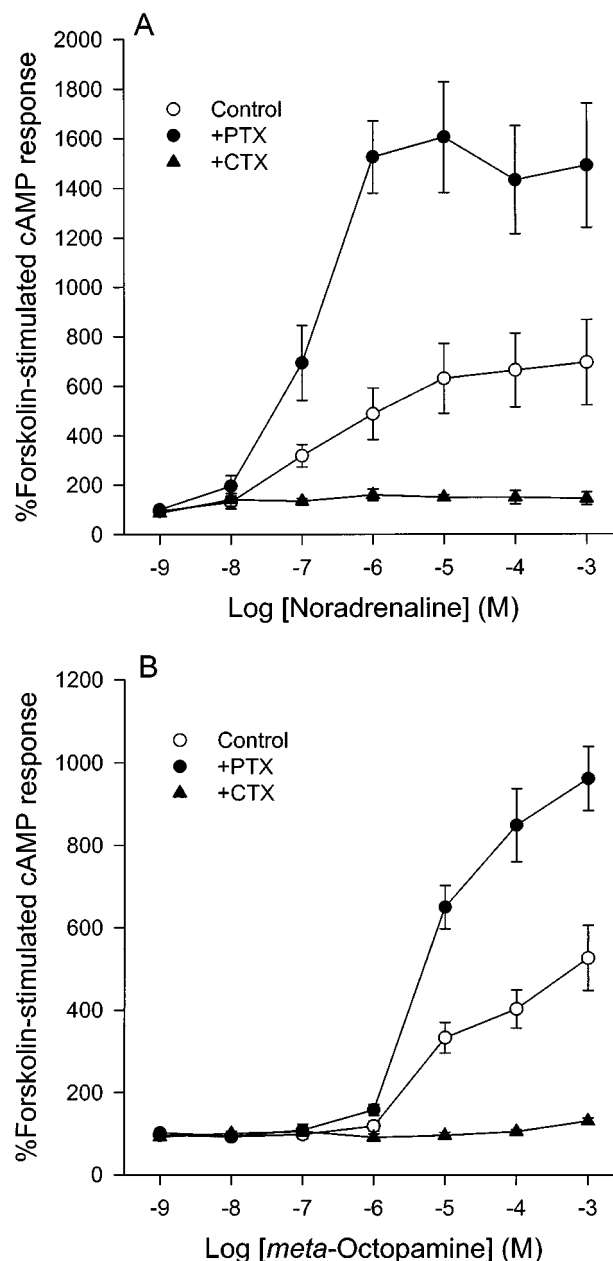 A
2000
1800
1600
1400
1200
1000
800
600
400
200
0
%Forskolin-stimulated cAMP response
Control
+PTX
+CTX
-9 -8 -7 -6 -5 -4 -3
Log [Noradrenaline] (M)
B
1200
1000
800
600
400
200
0
%Forskolin-stimulated cAMP response
Control
+PTX
+CTX
-9 -8 -7 -6 -5 -4 -3
Log [meta-Octopamine] (M)